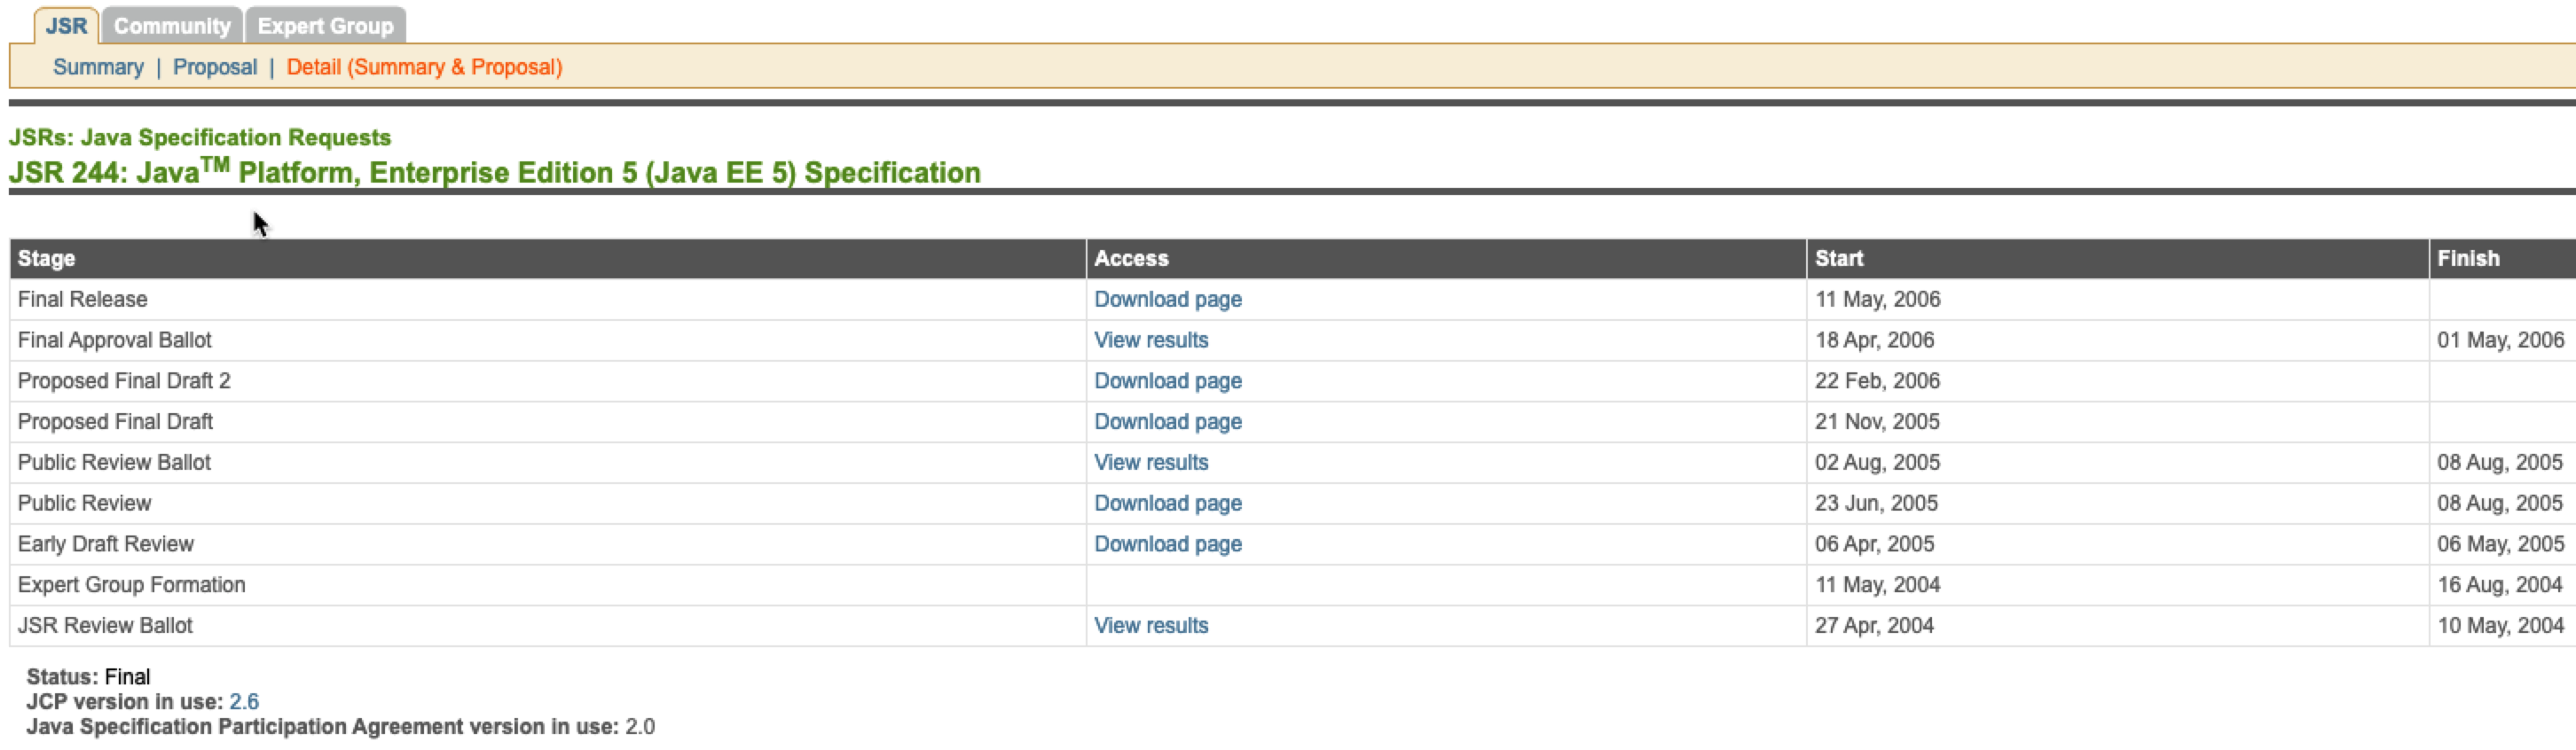 JSR Community Expert Group
Summary | Proposal | Detail (Summary & Proposal)
JSRs: Java Specification Requests
JSR 244: Java™ Platform, Enterprise Edition 5 (Java EE 5) Specification
Stage Access Start Finish
Final Release Download page 11 May, 2006
Final Approval Ballot View results 18 Apr, 2006 01 May, 2006
Proposed Final Draft 2 Download page 22 Feb, 2006
Proposed Final Draft Download page 21 Nov, 2005
Public Review Ballot View results 02 Aug, 2005 08 Aug, 2005
Public Review Download page 23 Jun, 2005 08 Aug, 2005
Early Draft Review Download page 06 Apr, 2005 06 May, 2005
Expert Group Formation 11 May, 2004 16 Aug, 2004
JSR Review Ballot View results 27 Apr, 2004 10 May, 2004
Status: Final
JCP version in use: 2.6
Java Specification Participation Agreement version in use: 2.0